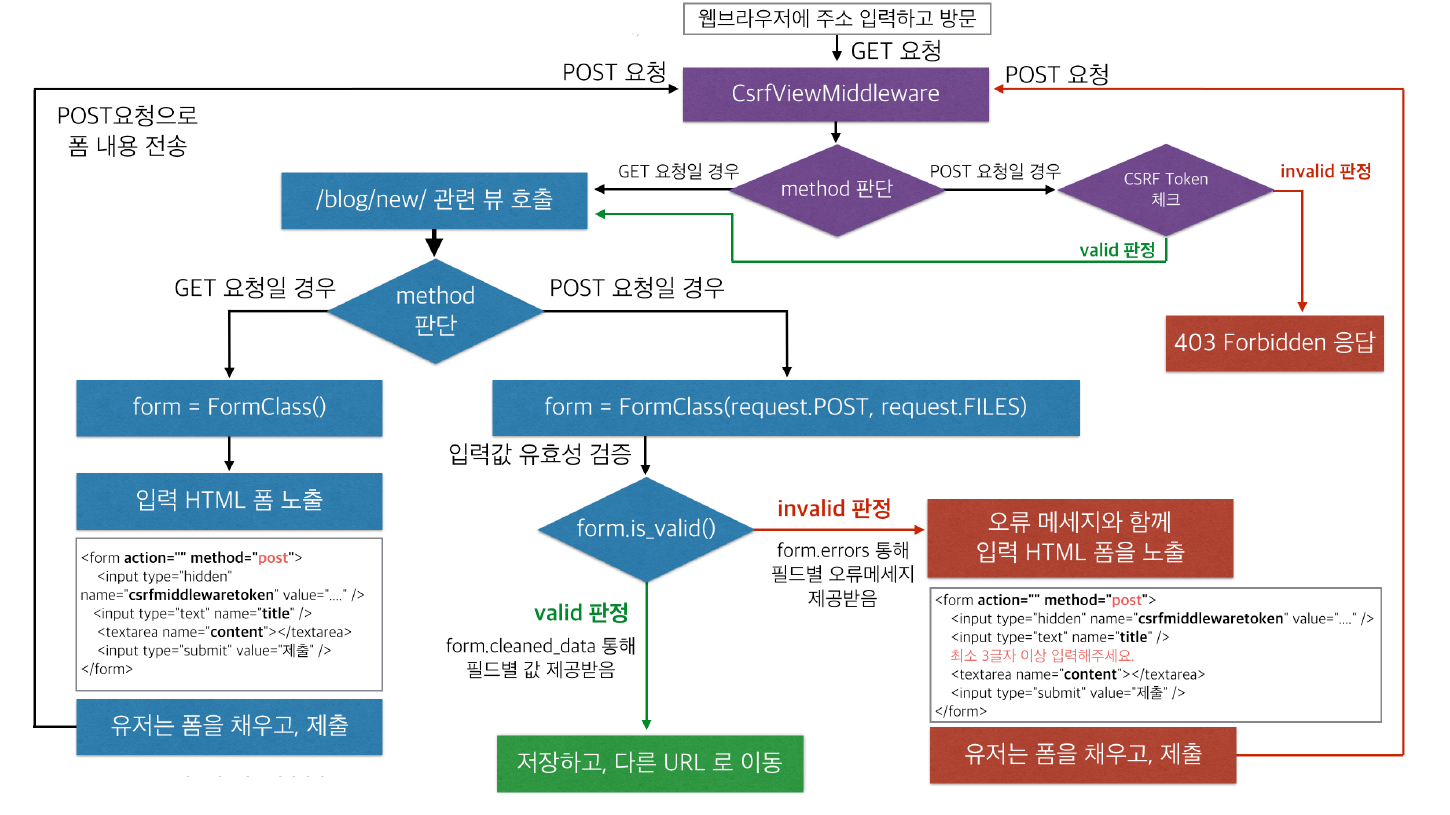 웹브라우저에 주소 입력하고 방문
GET 요청
POST 요청
CsrfViewMiddleware
POST 요청
POST요청으로
폼 내용 전송
GET 요청일 경우
method 판단
POST 요청일 경우
CSRF Token
체크
invalid 판정
/blog/new/ 관련 뷰 호출
valid 판정
GET 요청일 경우
method
판단
POST 요청일 경우
403 Forbidden 응답
form = FormClass()
form = FormClass(request.POST, request.FILES)
입력값 유효성 검증
입력 HTML 폼 노출
form.is_valid()
invalid 판정
form.errors 통해
필드별 오류메세지
제공받음
오류 메세지와 함께
입력 HTML 폼을 노출
<form action="" method="post">
<input type="hidden"
name="csrfmiddlewaretoken" value="...." />
<input type="text" name="title" />
<textarea name="content"></textarea>
<input type="submit" value="제출" />
</form>
valid 판정
form.cleaned_data 통해
필드별 값 제공받음
<form action="" method="post">
<input type="hidden" name="csrfmiddlewaretoken" value="...." />
<input type="text" name="title" />
최소 3글자 이상 입력해주세요.
<textarea name="content"></textarea>
<input type="submit" value="제출" />
</form>
유저는 폼을 채우고, 제출
저장하고, 다른 URL 로 이동
유저는 폼을 채우고, 제출